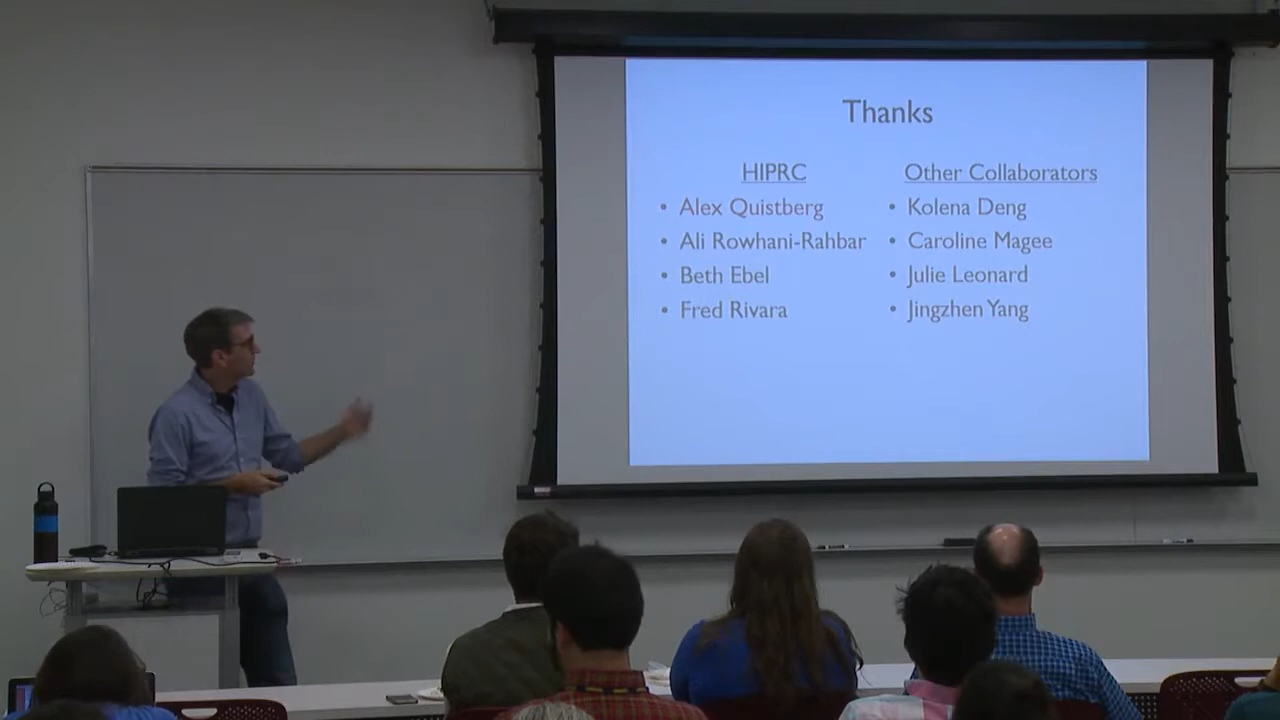 Thanks
HIPRC
• Alex Quistberg
• Ali Rowhani-Rahbar
• Beth Ebel
• Fred Rivara
Other Collaborators
• Kolena Deng
• Caroline Magee
• Julie Leonard
• Jingzhen Yang